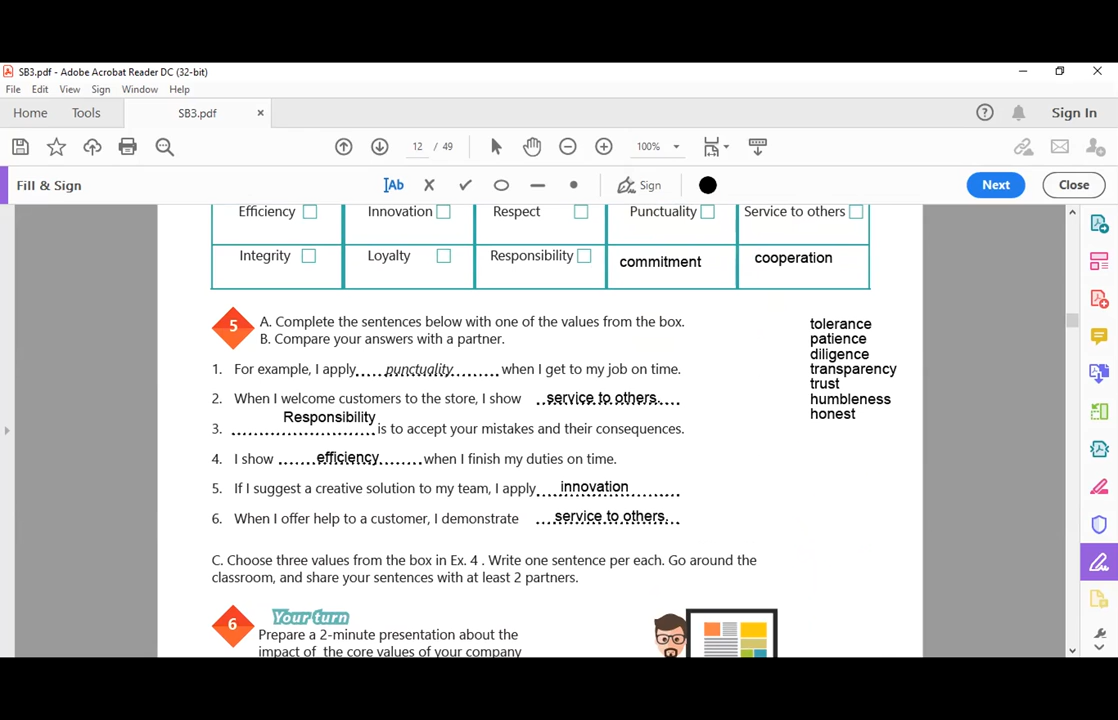 SB3.pdf - Adobe Acrobat Reader DC (32-bit)
File Edit View Sign Window Help
Home Tools SB3.pdf × Sign In
12 / 49 100%
Fill & Sign Ab Sign Next Close
Efficiency Innovation Respect Punctuality Service to others
Integrity Loyalty Responsibility commitment cooperation
5 A. Complete the sentences below with one of the values from the box.
B. Compare your answers with a partner.
tolerance
patience
diligence
transparency
trust
humbleness
honest
1. For example, I apply.....punctuality..........when I get to my job on time.
2. When I welcome customers to the store, I show ..service to others.....
Responsibility
3. ...............................is to accept your mistakes and their consequences.
4. I show ........efficiency.........when I finish my duties on time.
5. If I suggest a creative solution to my team, I apply.....innovation...........
6. When I offer help to a customer, I demonstrate ....service to others...
C. Choose three values from the box in Ex. 4 . Write one sentence per each. Go around the
classroom, and share your sentences with at least 2 partners.
6 Your turn
Prepare a 2-minute presentation about the
impact of the core values of your company